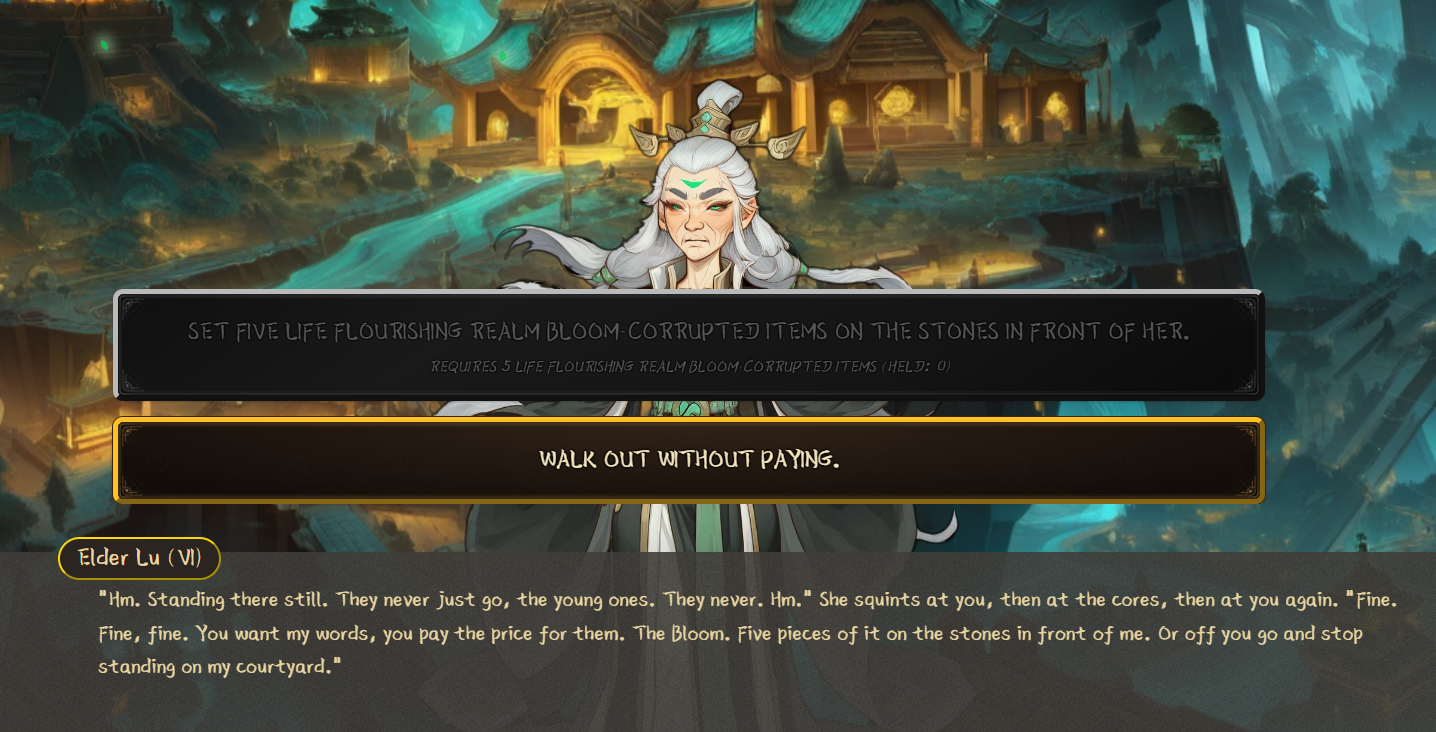 SET FIVE LIFE FLOURISHING REALM BLOOM-CORRUPTED ITEMS ON THE STONES IN FRONT OF HER.
REQUIRES 5 LIFE FLOURISHING REALM BLOOM-CORRUPTED ITEMS (HELD: 0)
WALK OUT WITHOUT PAYING.
Elder Lu (VI)
"Hm. Standing there still. They never just go, the young ones. They never. Hm." She squints at you, then at the cores, then at you again. "Fine.
Fine, fine. You want my words, you pay the price for them. The Bloom. Five pieces of it on the stones in front of me. Or off you go and stop
standing on my courtyard."